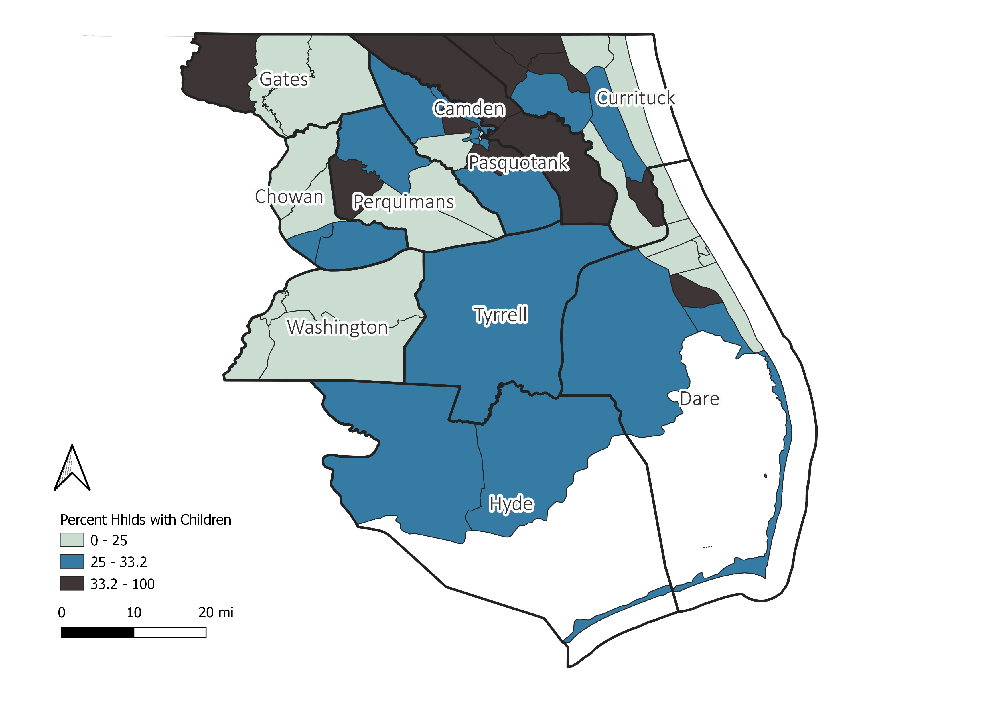 Gates
Currituck
Camden
Pasquotank
Chowan
Perquimans
Tyrrell
Washington
Dare
Hyde
Percent Hhlds with Children
0 - 25
25 - 33.2
33.2 - 100
0 10 20 mi